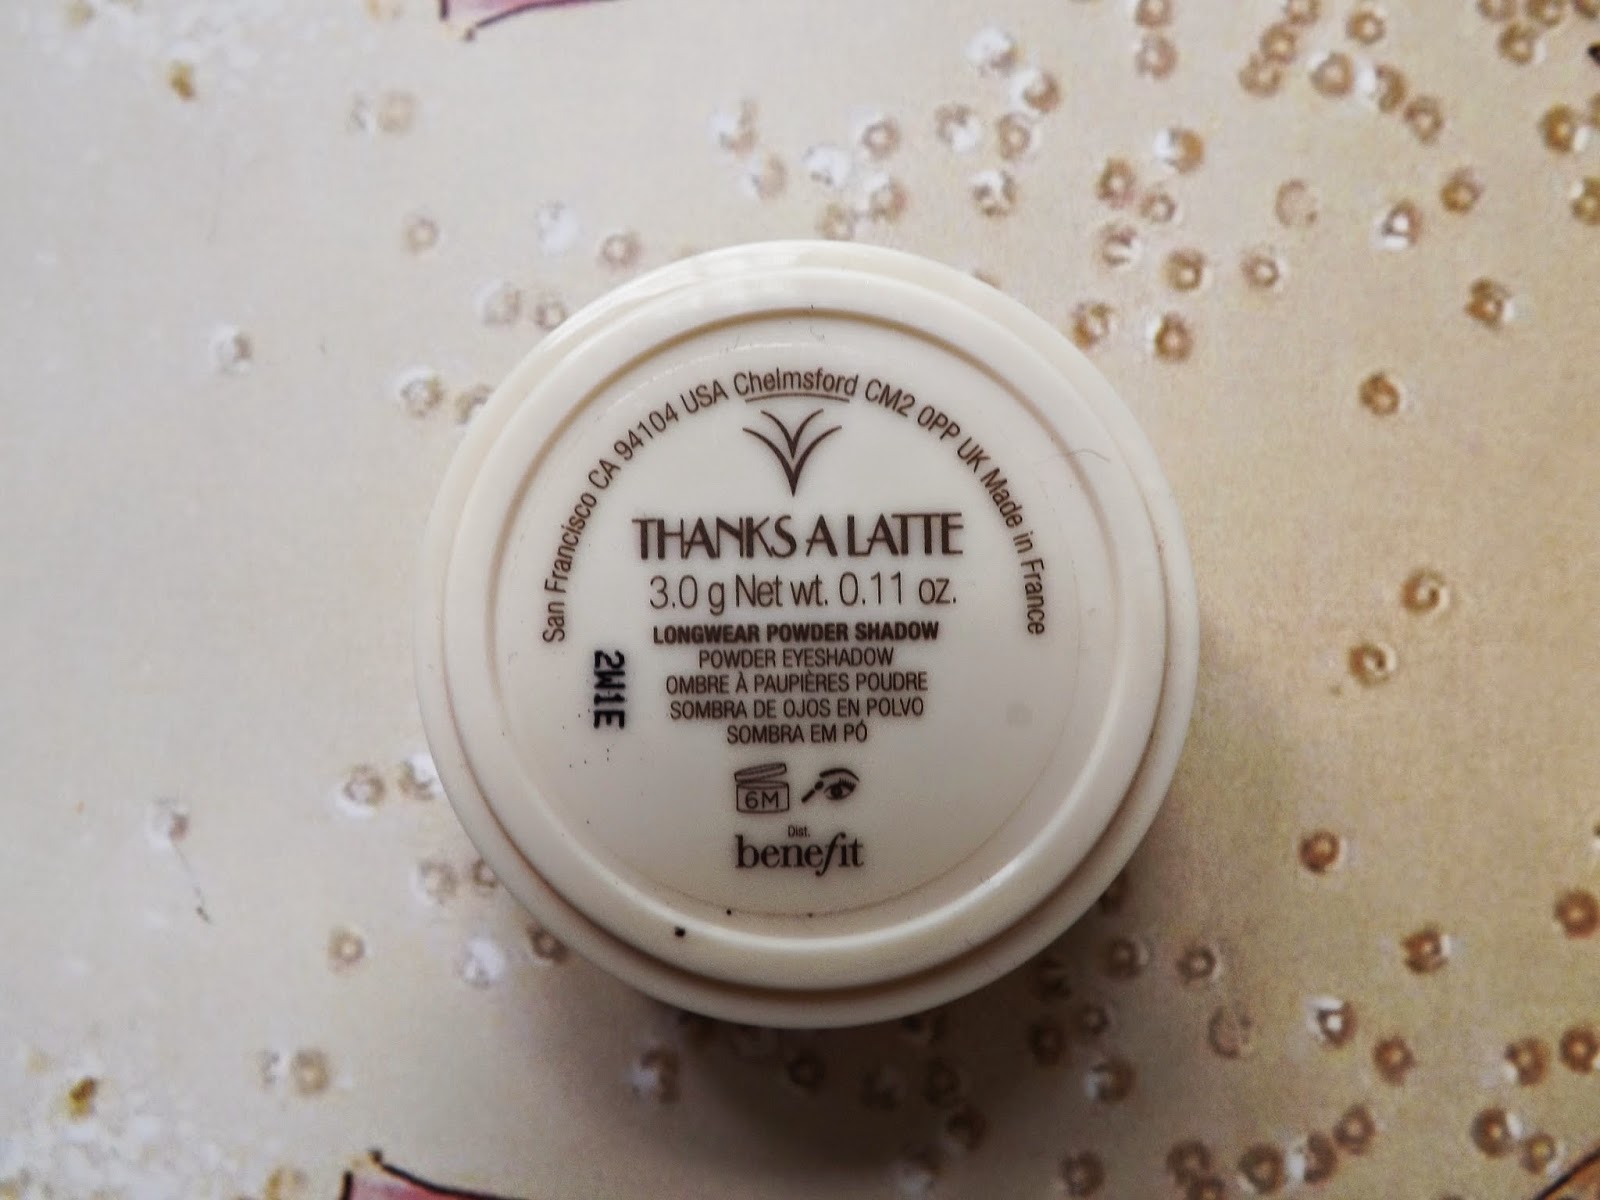 San Francisco CA 94104 USA Chelmsford CM2 0PP UK Made in France
THANKS A LATTE
3.0 g Net wt. 0.11 oz.
LONGWEAR POWDER SHADOW
POWDER EYESHADOW
OMBRE À PAUPIÈRES POUDRE
SOMBRA DE OJOS EN POLVO
SOMBRA EM PÓ
2W1E
6M
Dist.
benefit